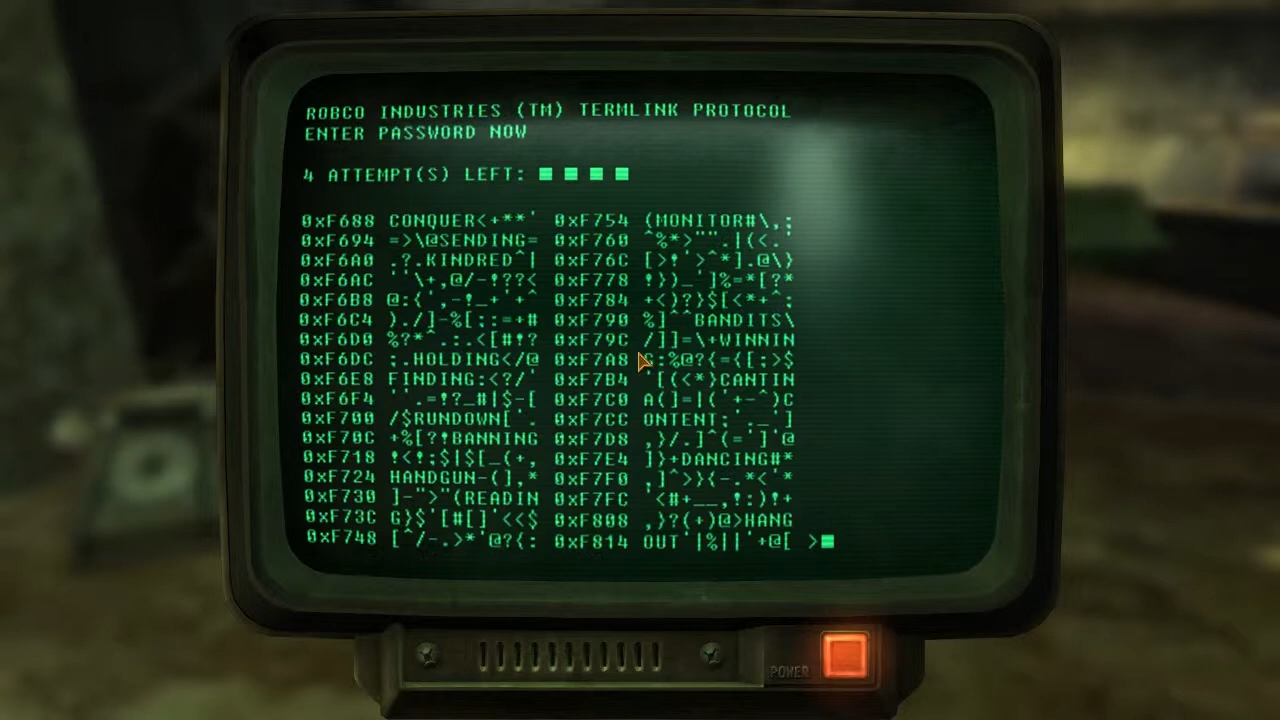 ROBCO INDUSTRIES (TM) TERMLINK PROTOCOL
ENTER PASSWORD NOW
4 ATTEMPT(S) LEFT: ■ ■ ■ ■
0xF688 CONQUER<+**' 0xF754 (MONITOR#\,;
0xF694 =>\@SENDING= 0xF760 ^%*>"".|(<.'
0xF6A0 .?.KINDRED^| 0xF76C [>!'>^*].@\}
0xF6AC ''\+,@/-!??< 0xF778 !})_']%=*[?*
0xF6B8 @:{',-!_+'+^ 0xF784 +<)?}$[<*+^;
0xF6C4 )./]-%[;:=+# 0xF790 %]^^BANDITS\
0xF6D0 %?*^.:.<[#!? 0xF79C /]]=\+WINNIN
0xF6DC ;.HOLDING</@ 0xF7A8 G:%@?{={[;>$
0xF6E8 FINDING:<?/' 0xF7B4 '[(<*}CANTIN
0xF6F4 ''.=!?_#|$-[ 0xF7C0 A(]=|('+-^)C
0xF700 /$RUNDOWN['. 0xF7CC ONTENT;'._']
0xF70C +%[?!BANNING 0xF7D8 ,}/.]^(=']'@
0xF718 !<!;$|$[_(+, 0xF7E4 ]}+DANCING#*
0xF724 HANDGUN-(],* 0xF7F0 ,]^>}{-.*<'*
0xF730 ]-">"(READIN 0xF7FC '<#+__,!:)!+
0xF73C G}$'[#[]'<<$ 0xF808 ,}?(+)@>HANG
0xF748 [^/-.>*'@?{: 0xF814 OUT'|%||'+@[ >■
POWER